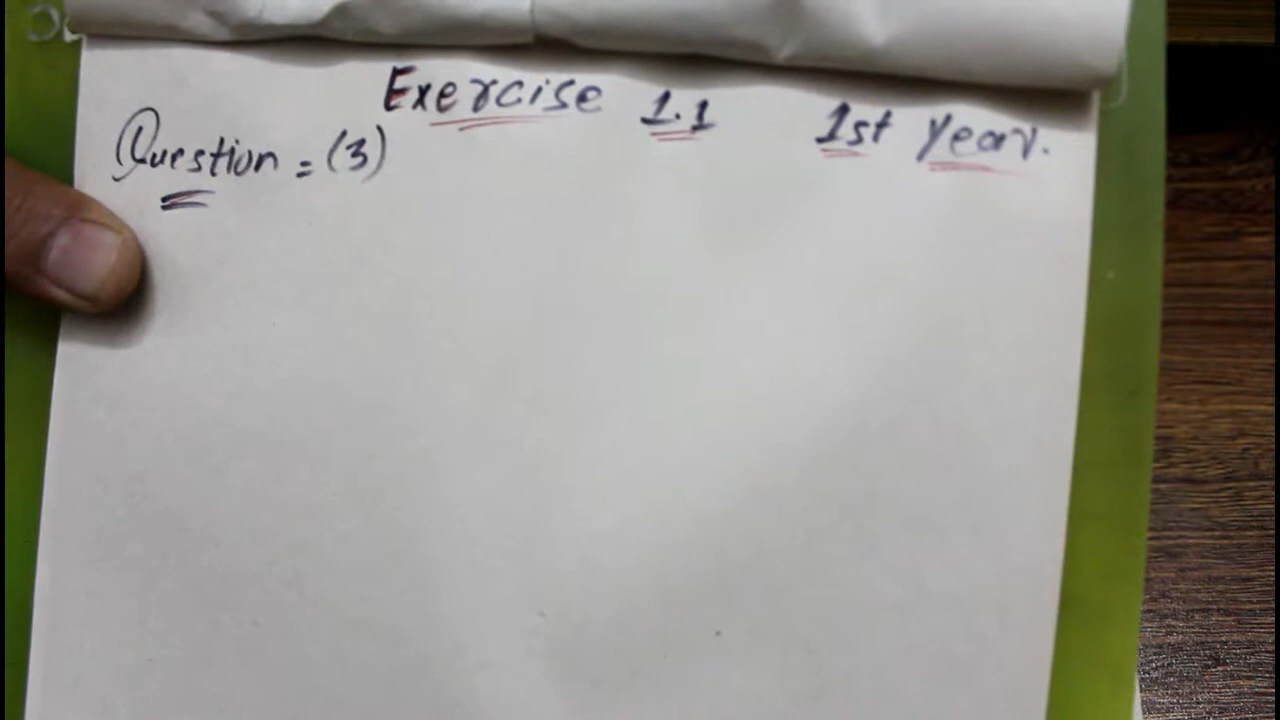 Exercise 1.1 1st Year.
Question = (3)